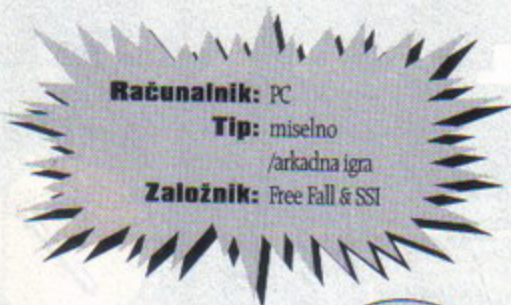 Računalnik: PC
Tip: miselno
/arkadna igra
Založnik: Free Fall & SSI